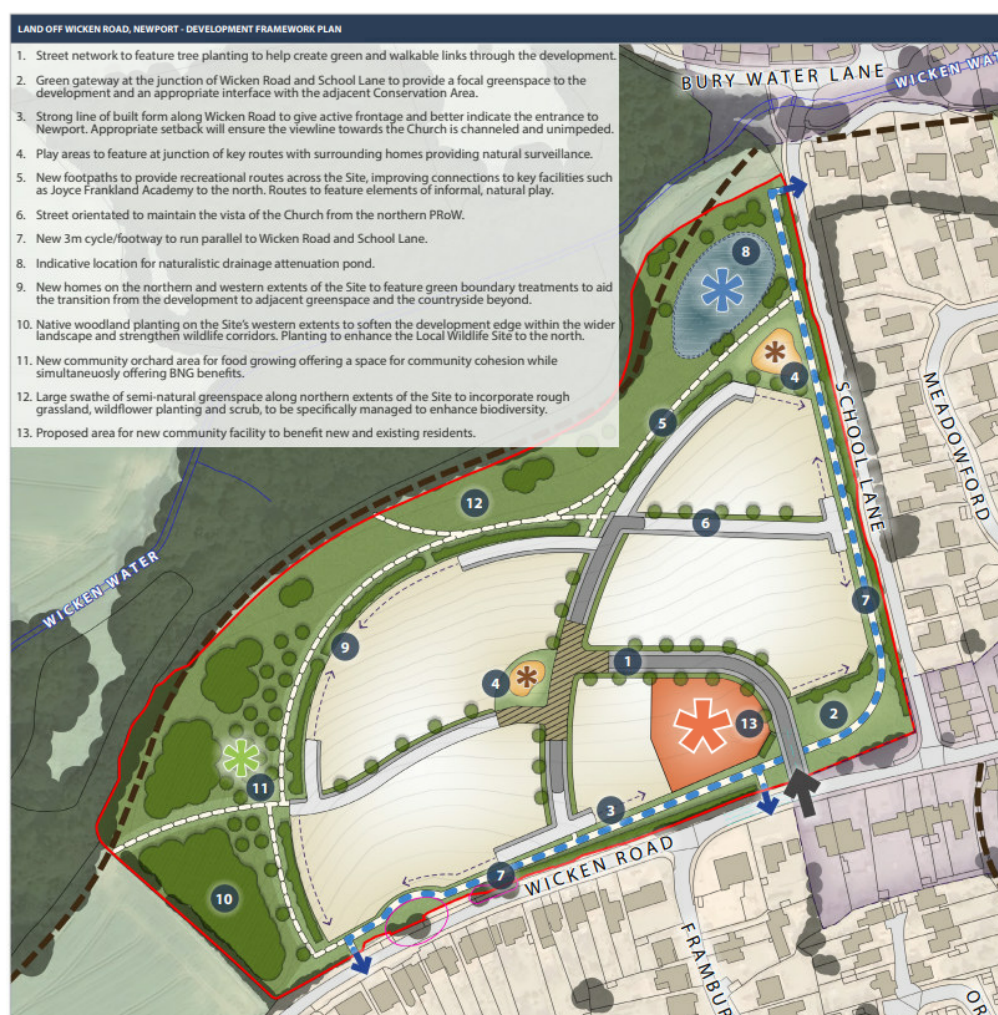 LAND OFF WICKEN ROAD, NEWPORT - DEVELOPMENT FRAMEWORK PLAN
1. Street network to feature tree planting to help create green and walkable links through the development.
2. Green gateway at the junction of Wicken Road and School Lane to provide a focal greenspace to the
development and an appropriate interface with the adjacent Conservation Area.
3. Strong line of built form along Wicken Road to give active frontage and better indicate the entrance to
Newport. Appropriate setback will ensure the viewline towards the Church is channeled and unimpeded.
4. Play areas to feature at junction of key routes with surrounding homes providing natural surveillance.
5. New footpaths to provide recreational routes across the Site, improving connections to key facilities such
as Joyce Frankland Academy to the north. Routes to feature elements of informal, natural play.
6. Street orientated to maintain the vista of the Church from the northern PRoW.
7. New 3m cycle/footway to run parallel to Wicken Road and School Lane.
8. Indicative location for naturalistic drainage attenuation pond.
9. New homes on the northern and western extents of the Site to feature green boundary treatments to aid
the transition from the development to adjacent greenspace and the countryside beyond.
10. Native woodland planting on the Site's western extents to soften the development edge within the wider
landscape and strengthen wildlife corridors. Planting to enhance the Local Wildlife Site to the north.
11. New community orchard area for food growing offering a space for community cohesion while
simultaneuosly offering BNG benefits.
12. Large swathe of semi-natural greenspace along northern extents of the Site to incorporate rough
grassland, wildflower planting and scrub, to be specifically managed to enhance biodiversity.
13. Proposed area for new community facility to benefit new and existing residents.
BURY WATER LANE
WICKEN WAT
8
4
SCHOOL LANE
MEADOWFORD
5
12
6
WICKEN WATER
7
9
1
4
2
13
11
3
7
WICKEN ROAD
10
FRAMBUR
OR